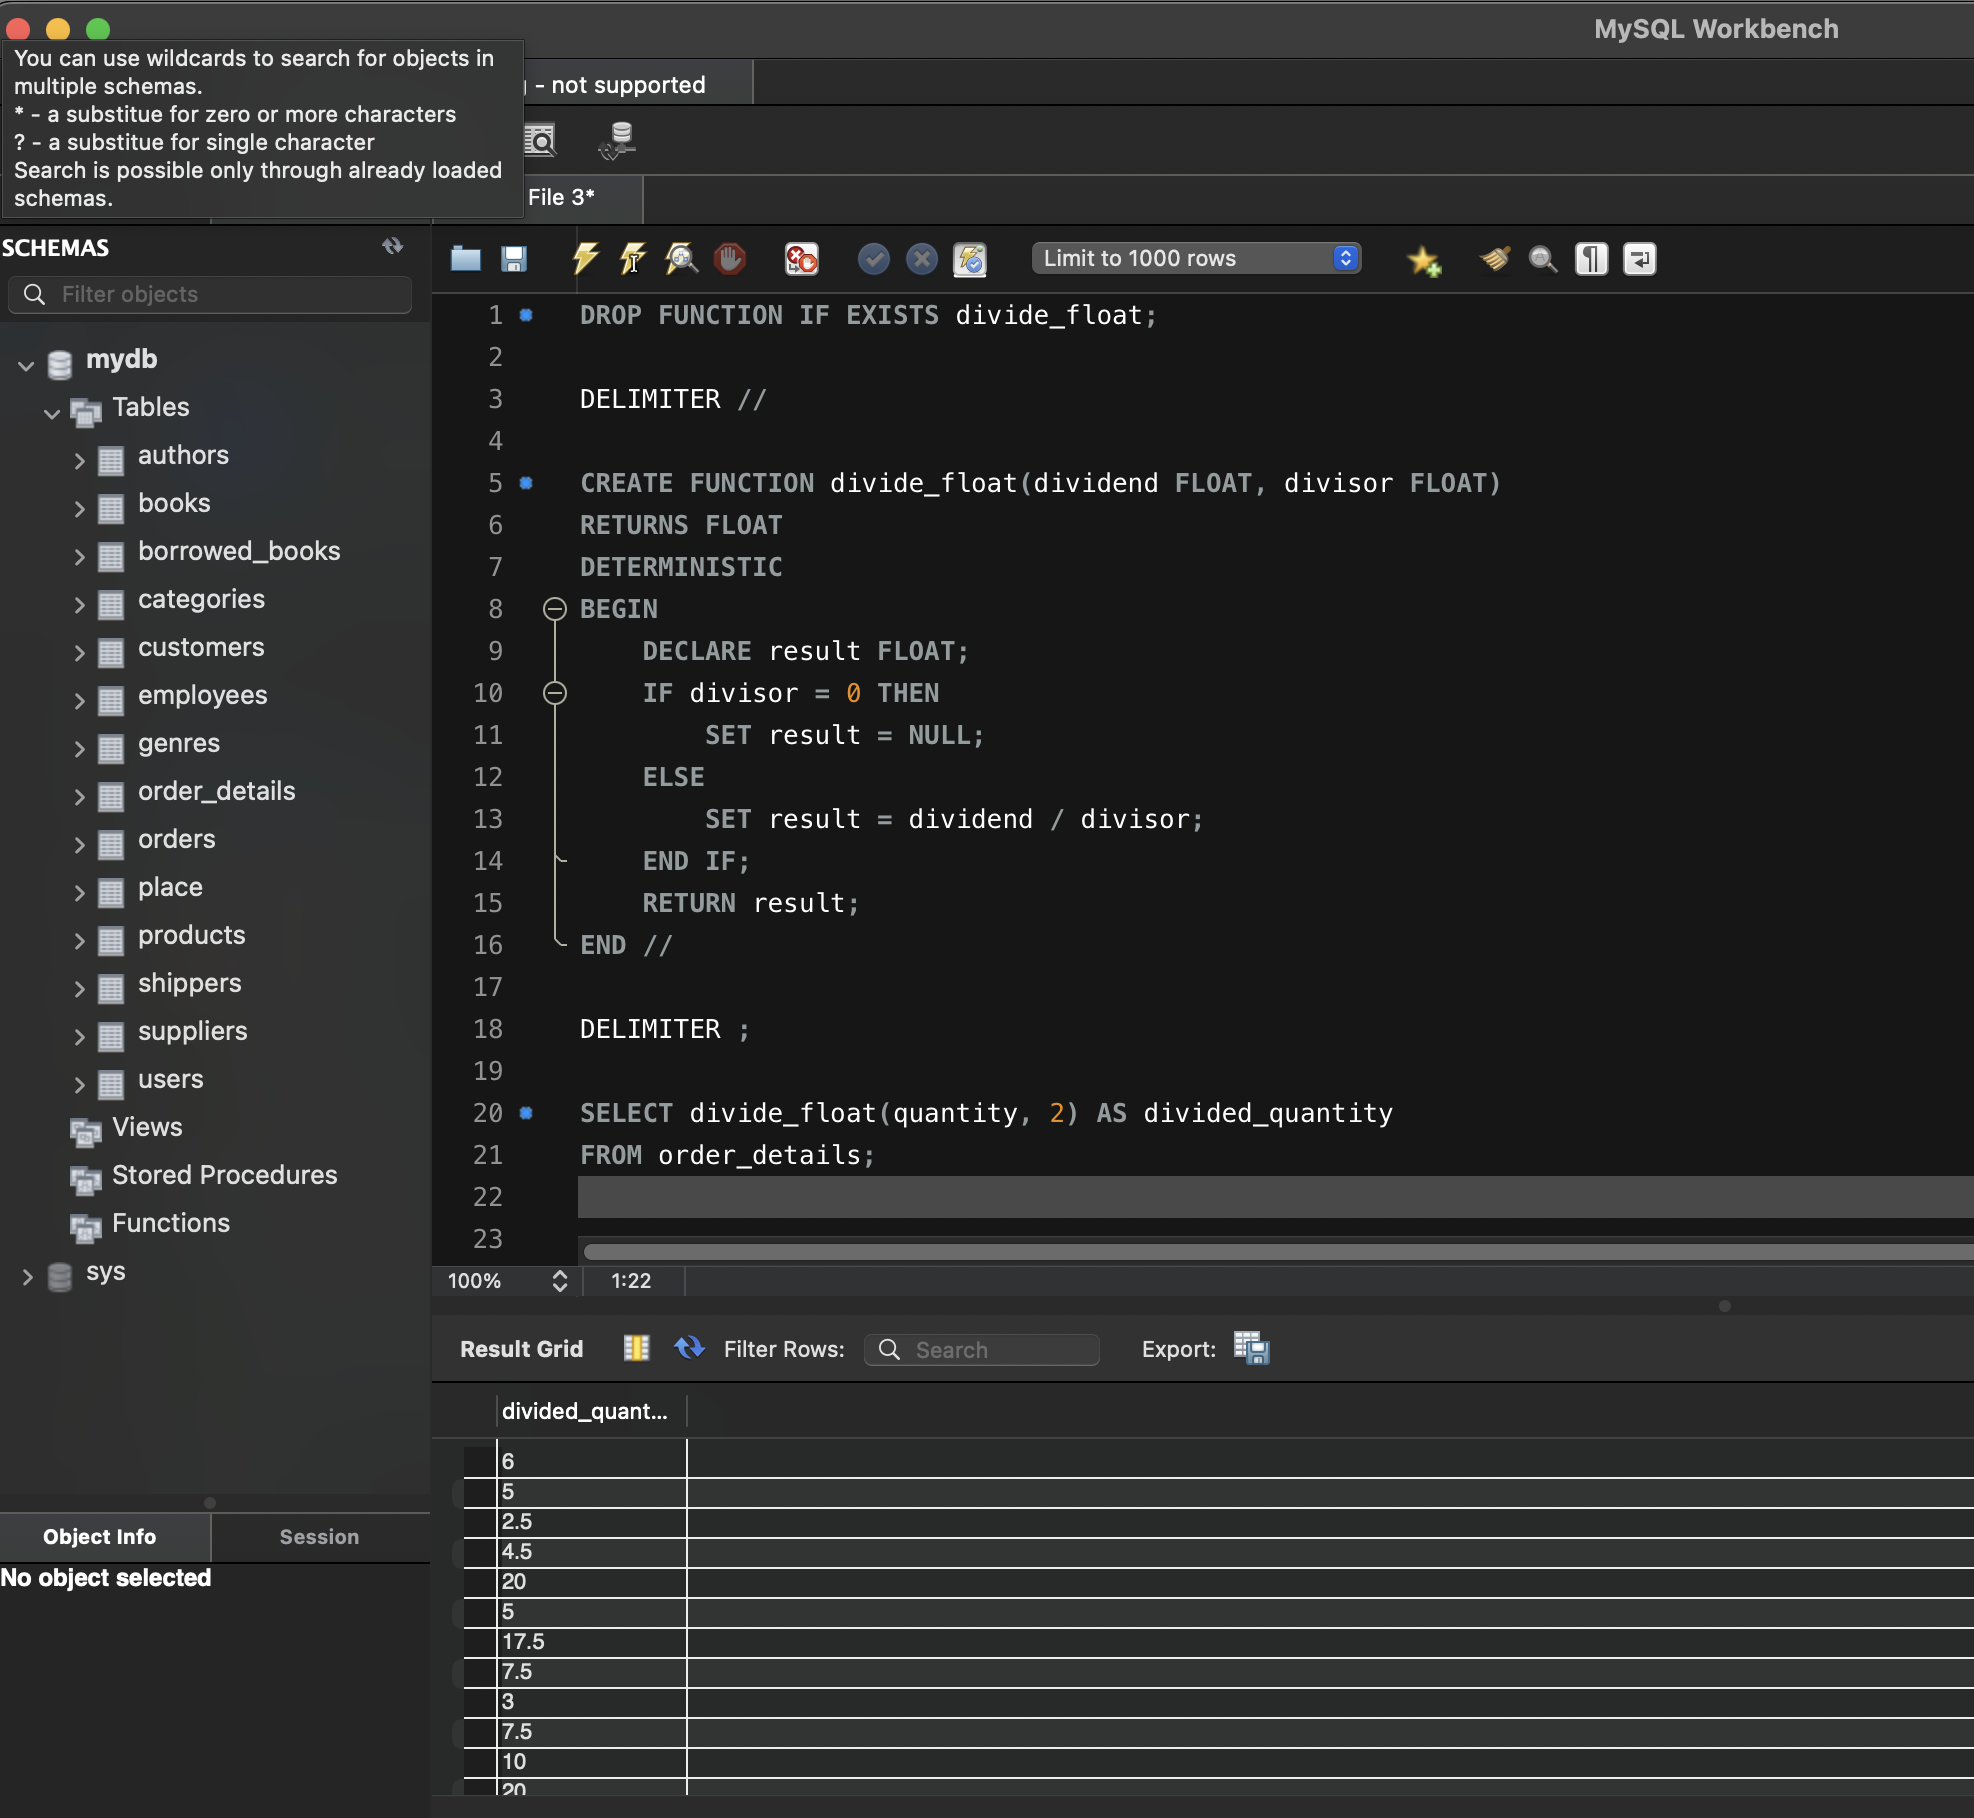 MySQL Workbench
You can use wildcards to search for objects in
multiple schemas.
* - a substitue for zero or more characters
? - a substitue for single character
Search is possible only through already loaded
schemas.
- not supported
File 3*
SCHEMAS
Filter objects
mydb
Tables
authors
books
borrowed_books
categories
customers
employees
genres
order_details
orders
place
products
shippers
suppliers
users
Views
Stored Procedures
Functions
sys
Object Info Session
No object selected
Limit to 1000 rows
1 DROP FUNCTION IF EXISTS divide_float;
2
3 DELIMITER //
4
5 CREATE FUNCTION divide_float(dividend FLOAT, divisor FLOAT)
6 RETURNS FLOAT
7 DETERMINISTIC
8 BEGIN
9 DECLARE result FLOAT;
10 IF divisor = 0 THEN
11 SET result = NULL;
12 ELSE
13 SET result = dividend / divisor;
14 END IF;
15 RETURN result;
16 END //
17
18 DELIMITER ;
19
20 SELECT divide_float(quantity, 2) AS divided_quantity
21 FROM order_details;
22
23
100% 1:22
Result Grid Filter Rows: Search Export:
divided_quant...
6
5
2.5
4.5
20
5
17.5
7.5
3
7.5
10
20